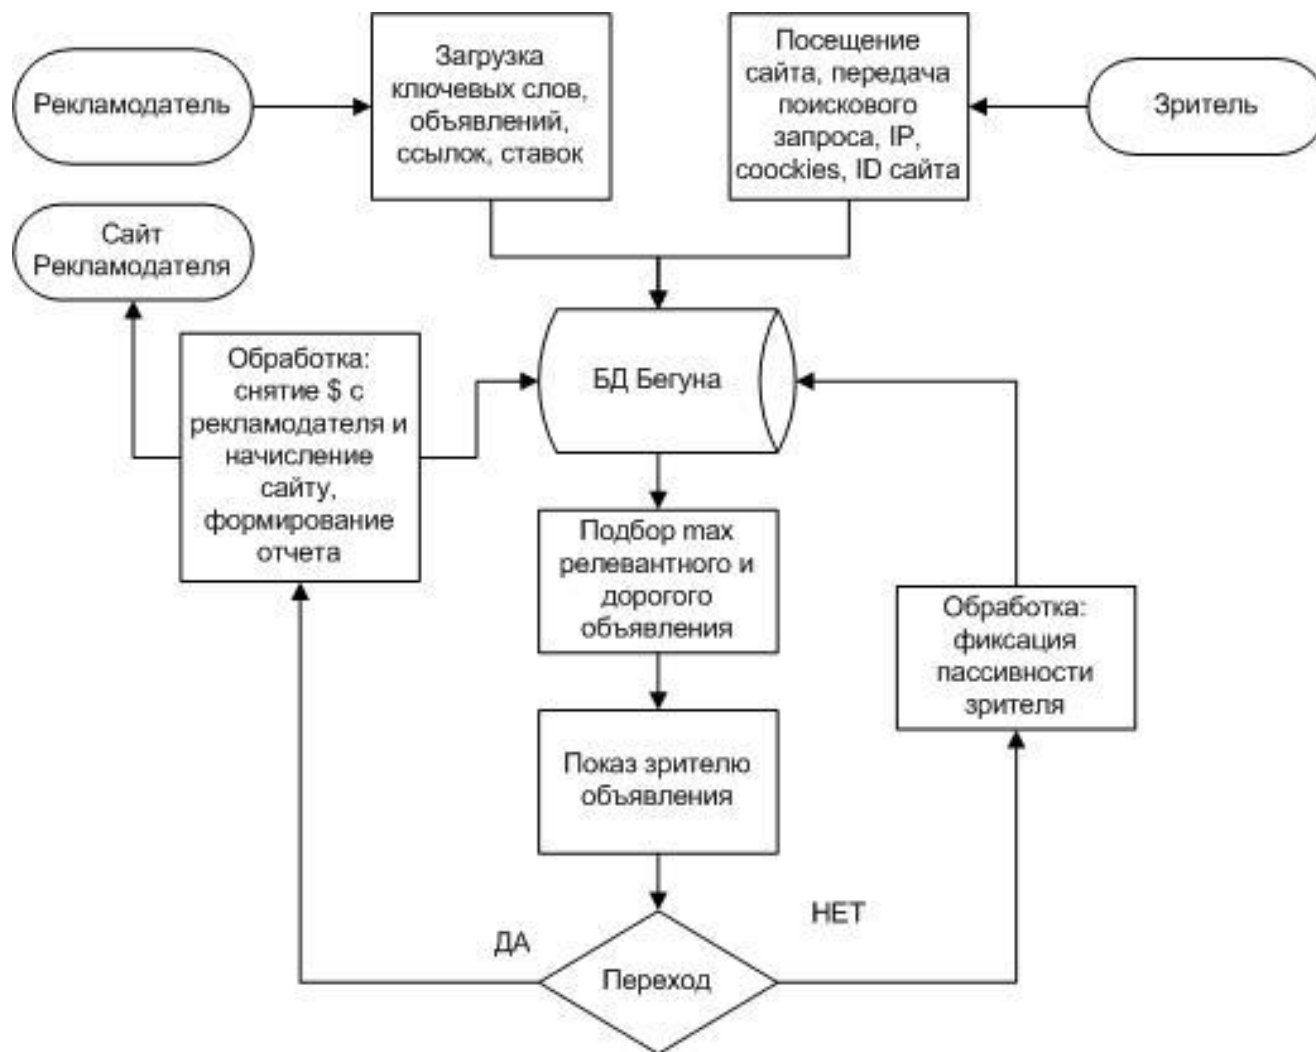 Рекламодатель
Загрузка
ключевых слов,
объявлений,
ссылок, ставок
Посещение
сайта, передача
поискового
запроса, IP,
coockies, ID сайта
Зритель
Сайт
Рекламодателя
БД Бегуна
Обработка:
снятие $ с
рекламодателя и
начисление
сайту,
формирование
отчета
Подбор max
релевантного и
дорогого
объявления
Обработка:
фиксация
пассивности
зрителя
Показ зрителю
объявления
ДА
НЕТ
Переход